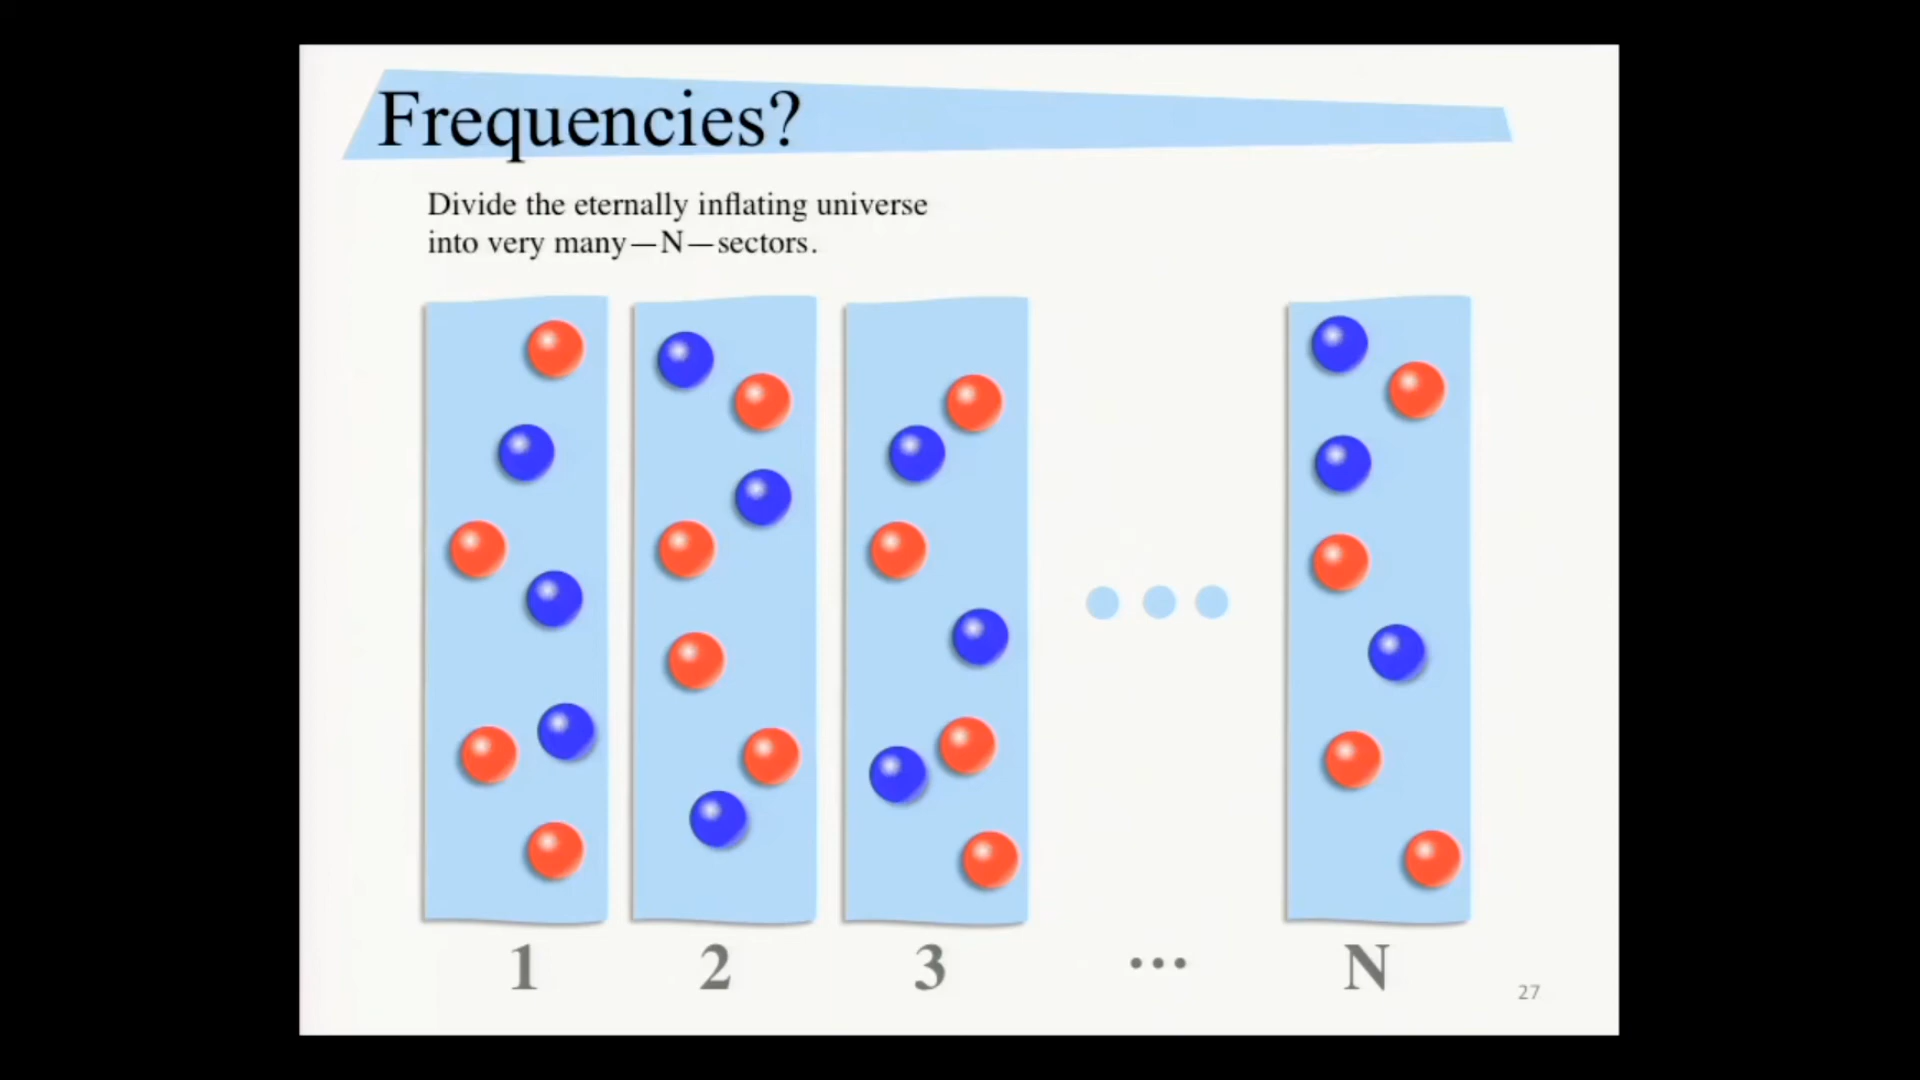 Frequencies?
Divide the eternally inflating universe
into very many—N—sectors.
1 2 3 ... N
27